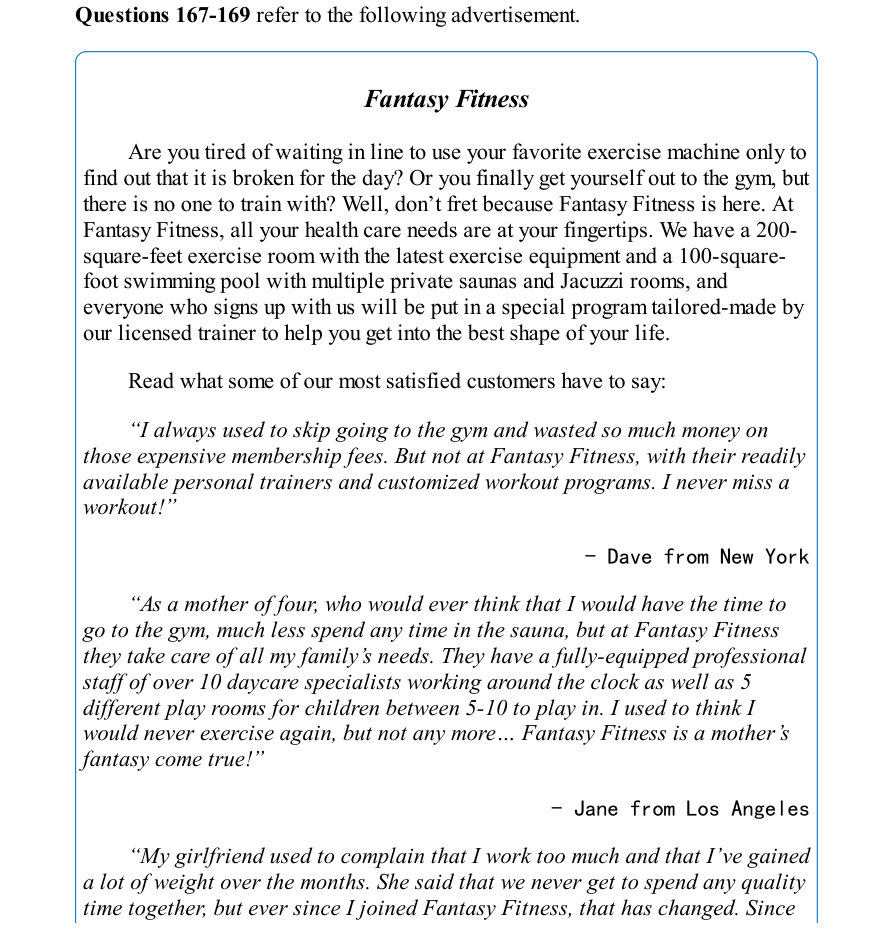 Questions 167-169 refer to the following advertisement.
Fantasy Fitness
Are you tired of waiting in line to use your favorite exercise machine only to
find out that it is broken for the day? Or you finally get yourself out to the gym, but
there is no one to train with? Well, don’t fret because Fantasy Fitness is here. At
Fantasy Fitness, all your health care needs are at your fingertips. We have a 200-
square-feet exercise room with the latest exercise equipment and a 100-square-
foot swimming pool with multiple private saunas and Jacuzzi rooms, and
everyone who signs up with us will be put in a special program tailored-made by
our licensed trainer to help you get into the best shape of your life.
Read what some of our most satisfied customers have to say:
“I always used to skip going to the gym and wasted so much money on
those expensive membership fees. But not at Fantasy Fitness, with their readily
available personal trainers and customized workout programs. I never miss a
workout!”
– Dave from New York
“As a mother of four, who would ever think that I would have the time to
go to the gym, much less spend any time in the sauna, but at Fantasy Fitness
they take care of all my family’s needs. They have a fully-equipped professional
staff of over 10 daycare specialists working around the clock as well as 5
different play rooms for children between 5-10 to play in. I used to think I
would never exercise again, but not any more… Fantasy Fitness is a mother’s
fantasy come true!”
– Jane from Los Angeles
“My girlfriend used to complain that I work too much and that I’ve gained
a lot of weight over the months. She said that we never get to spend any quality
time together, but ever since I joined Fantasy Fitness, that has changed. Since